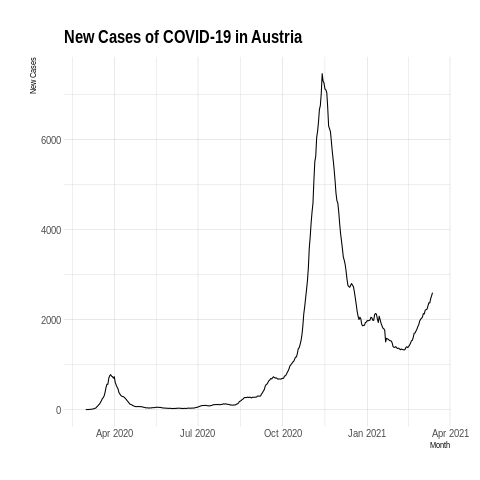 New Cases of COVID-19 in Austria
New Cases
6000
4000
2000
0
Apr 2020 Jul 2020 Oct 2020 Jan 2021 Apr 2021
Month